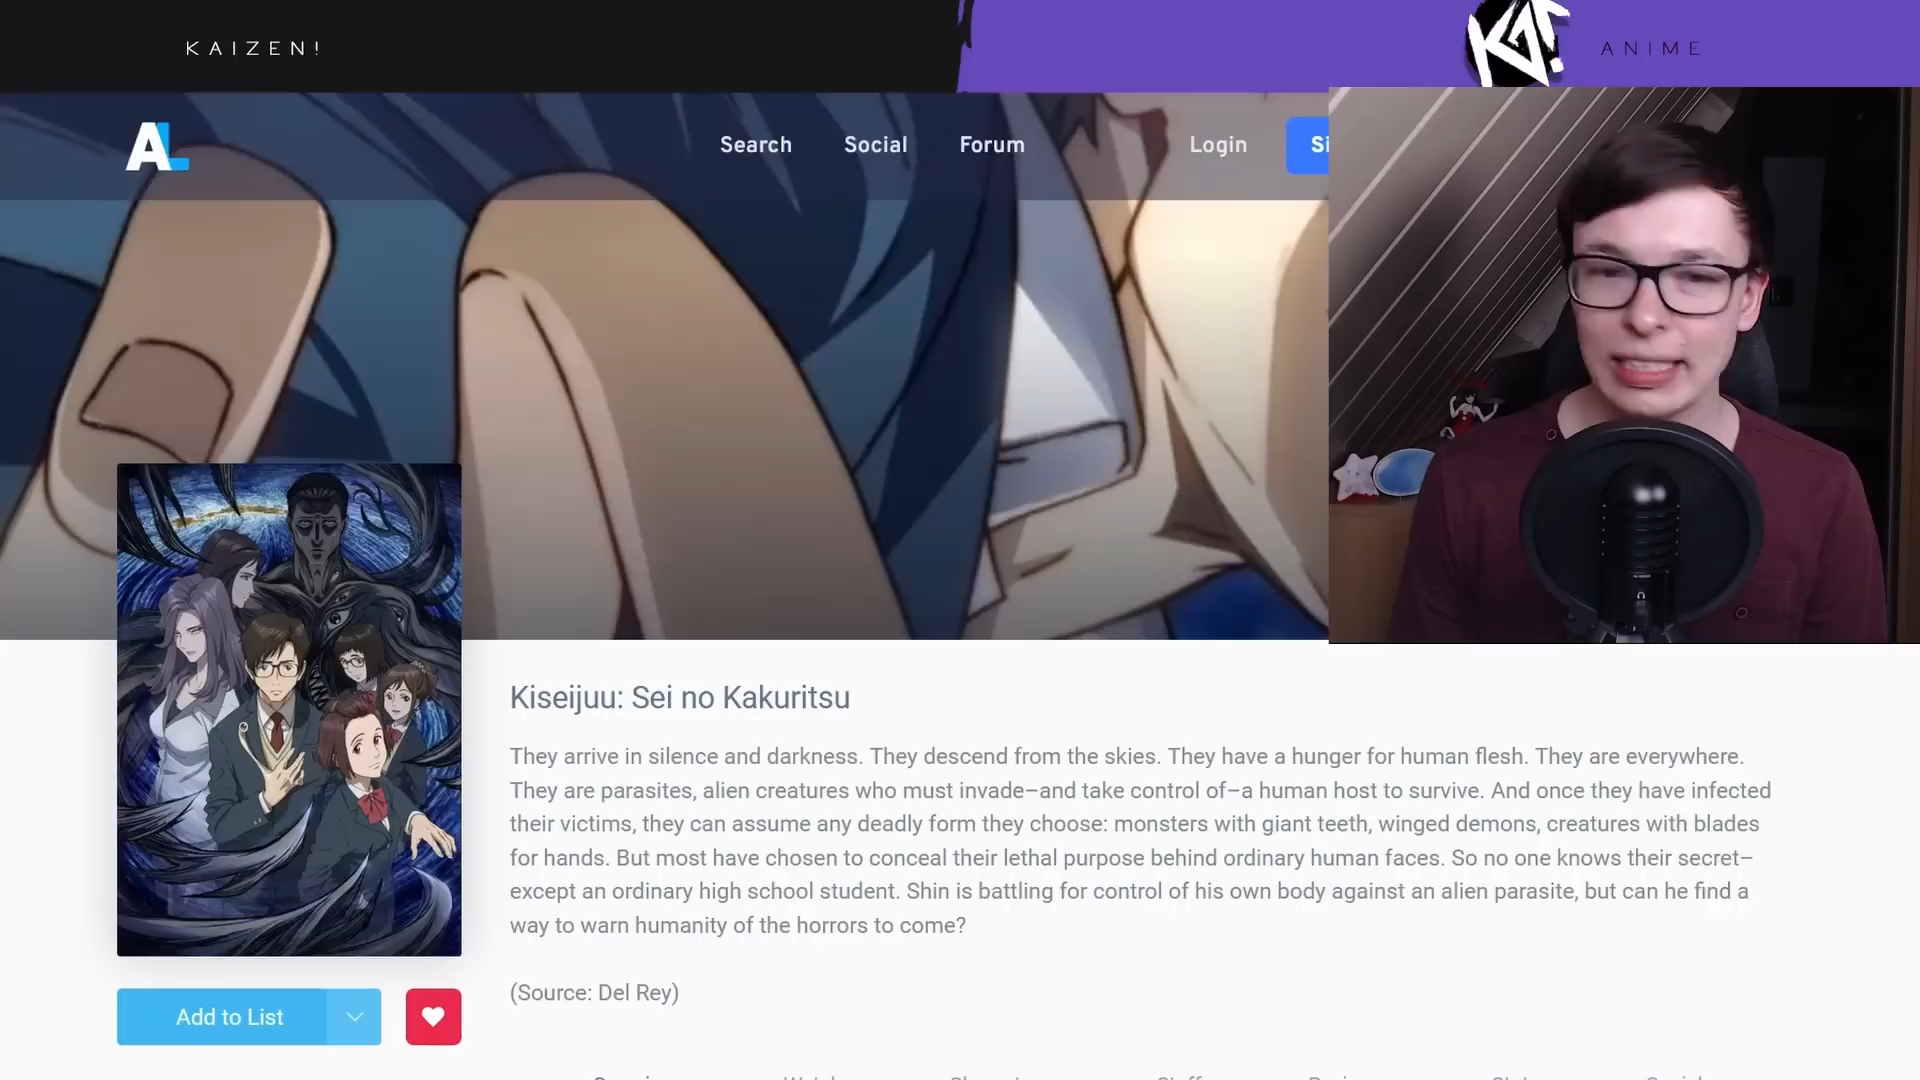 KAIZEN!
KA!
ANIME
AL
Search
Social
Forum
Login
Kiseijuu: Sei no Kakuritsu
They arrive in silence and darkness. They descend from the skies. They have a hunger for human flesh. They are everywhere.
They are parasites, alien creatures who must invade–and take control of–a human host to survive. And once they have infected
their victims, they can assume any deadly form they choose: monsters with giant teeth, winged demons, creatures with blades
for hands. But most have chosen to conceal their lethal purpose behind ordinary human faces. So no one knows their secret–
except an ordinary high school student. Shin is battling for control of his own body against an alien parasite, but can he find a
way to warn humanity of the horrors to come?
(Source: Del Rey)
Add to List